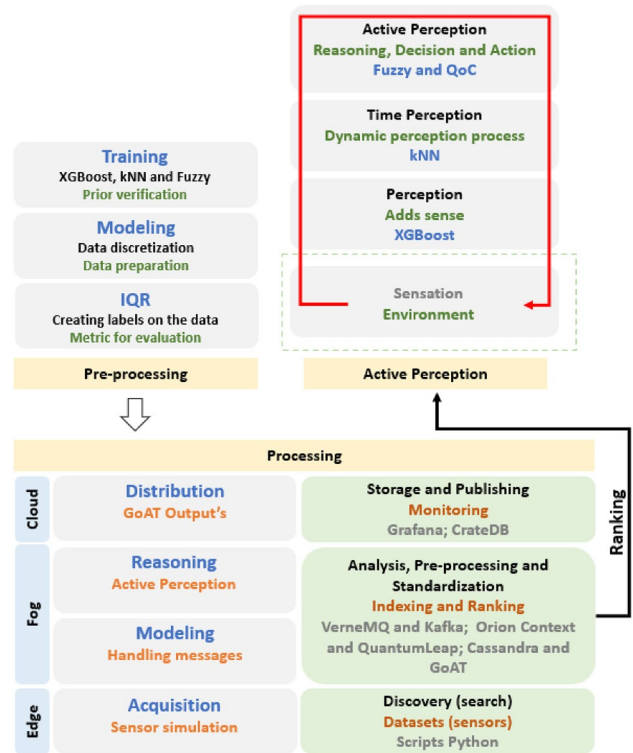 Active Perception
Reasoning, Decision and Action
Fuzzy and QoC
Time Perception
Dynamic perception process
kNN
Perception
Adds sense
XGBoost
Sensation
Environment
Active Perception
Training
XGBoost, kNN and Fuzzy
Prior verification
Modeling
Data discretization
Data preparation
IQR
Creating labels on the data
Metric for evaluation
Pre-processing
Processing
Cloud
Distribution
GoAT Output's
Storage and Publishing
Monitoring
Grafana; CrateDB
Fog
Reasoning
Active Perception
Modeling
Handling messages
Analysis, Pre-processing and
Standardization
Indexing and Ranking
VerneMQ and Kafka; Orion Context
and QuantumLeap; Cassandra and
GoAT
Ranking
Edge
Acquisition
Sensor simulation
Discovery (search)
Datasets (sensors)
Scripts Python